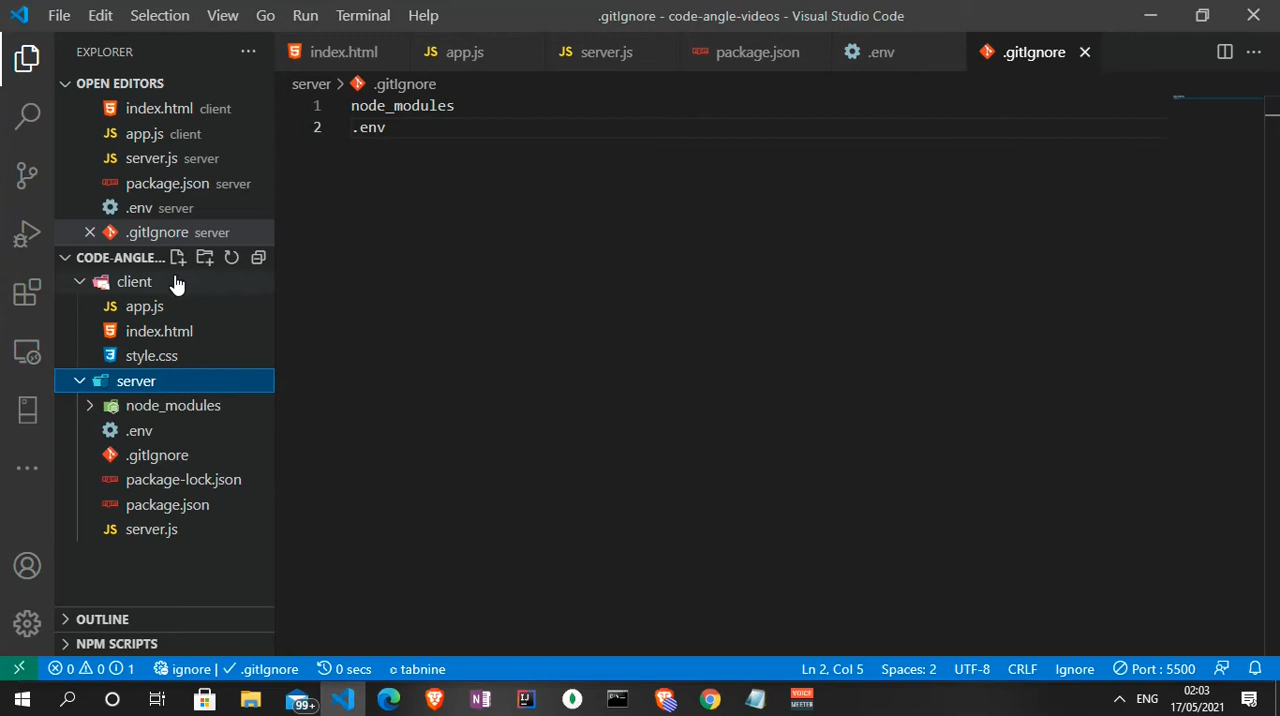 File Edit Selection View Go Run Terminal Help .gitIgnore - code-angle-videos - Visual Studio Code
EXPLORER
index.html app.js server.js package.json .env .gitIgnore
OPEN EDITORS
server > .gitIgnore
index.html client
app.js client
server.js server
package.json server
.env server
.gitIgnore server
1 node_modules
2 .env
CODE-ANGLE...
client
app.js
index.html
style.css
server
node_modules
.env
.gitIgnore
package-lock.json
package.json
server.js
OUTLINE
NPM SCRIPTS
0 0 1 ignore | .gitIgnore 0 secs tabnine Ln 2, Col 5 Spaces: 2 UTF-8 CRLF Ignore Port : 5500
99+ VOICE MEETER ENG 02:03
17/05/2021